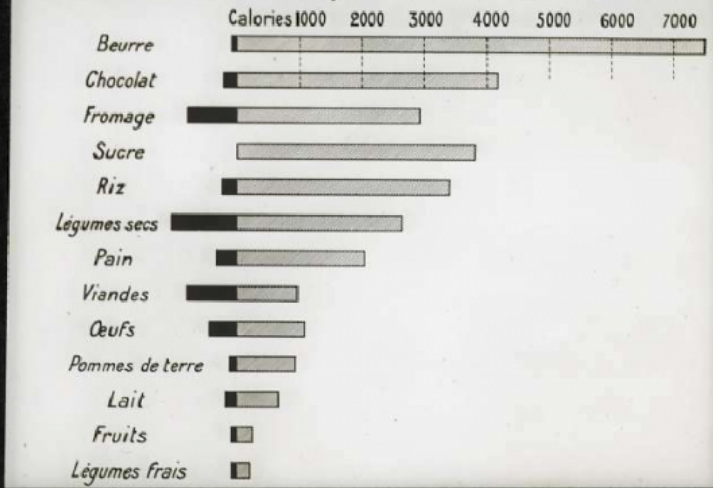 Calories 1000 2000 3000 4000 5000 6000 7000
Beurre
Chocolat
Fromage
Sucre
Riz
Légumes secs
Pain
Viandes
Œufs
Pommes de terre
Lait
Fruits
Légumes frais